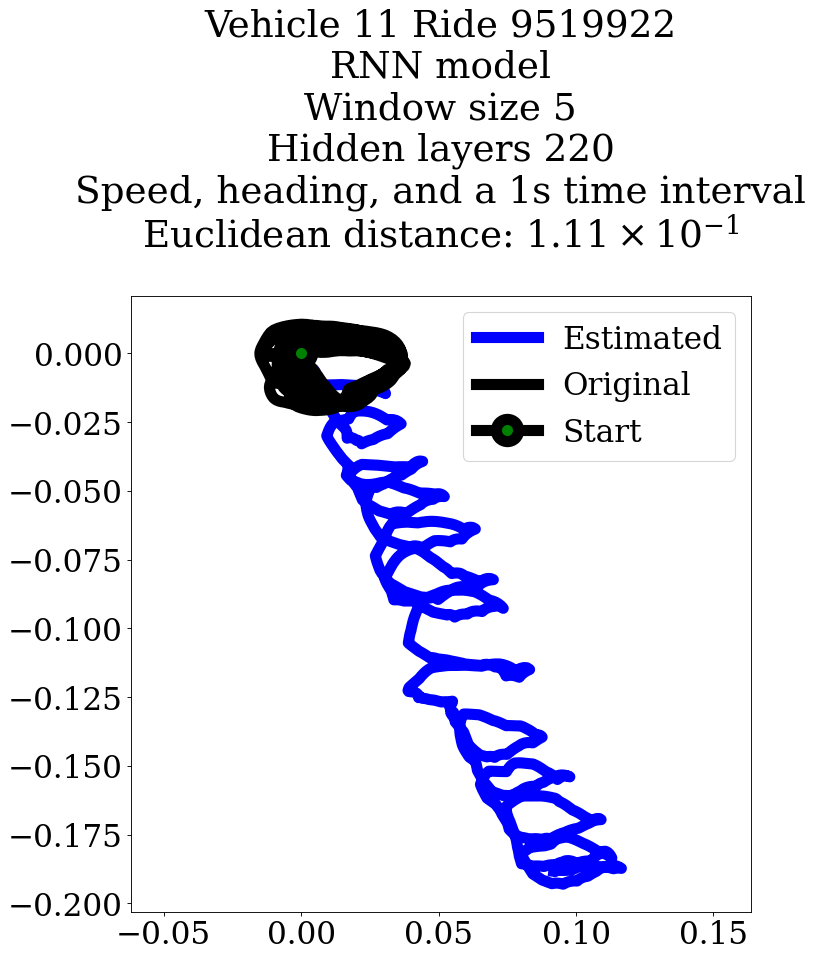 Vehicle 11 Ride 9519922
RNN model
Window size 5
Hidden layers 220
Speed, heading, and a 1s time interval
Euclidean distance: 1.11 × 10⁻¹
Estimated
Original
Start
0.000
−0.025
−0.050
−0.075
−0.100
−0.125
−0.150
−0.175
−0.200
−0.05 0.00 0.05 0.10 0.15